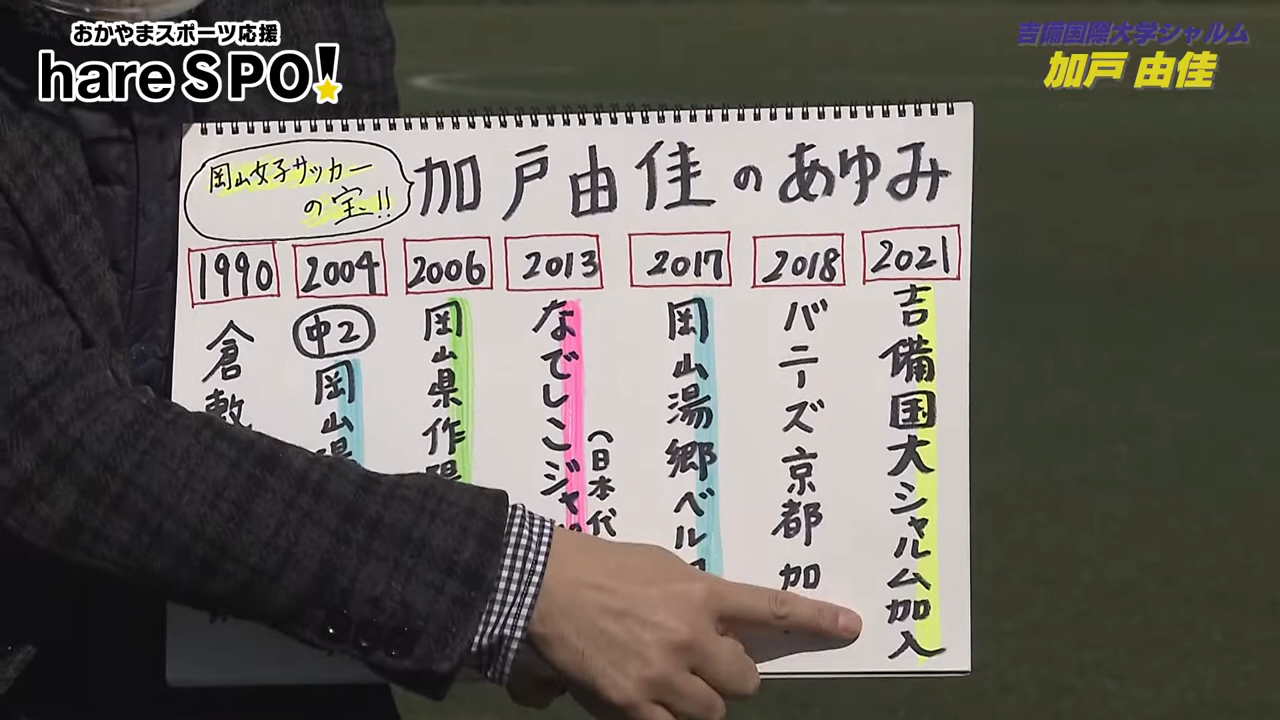 おかやまスポーツ応援
hare SPO!
吉備国際大学シャルム
加戸 由佳
岡山女子サッカー
の宝!!
加戸由佳のあゆみ
1990
2004
2006
2013
2017
2018
2021
倉敷
中2
岡山湯
岡山県作陽
なでしこジャパ
(日本代
岡山湯郷ベル
バニーズ京都加
吉備国大シャルム加入